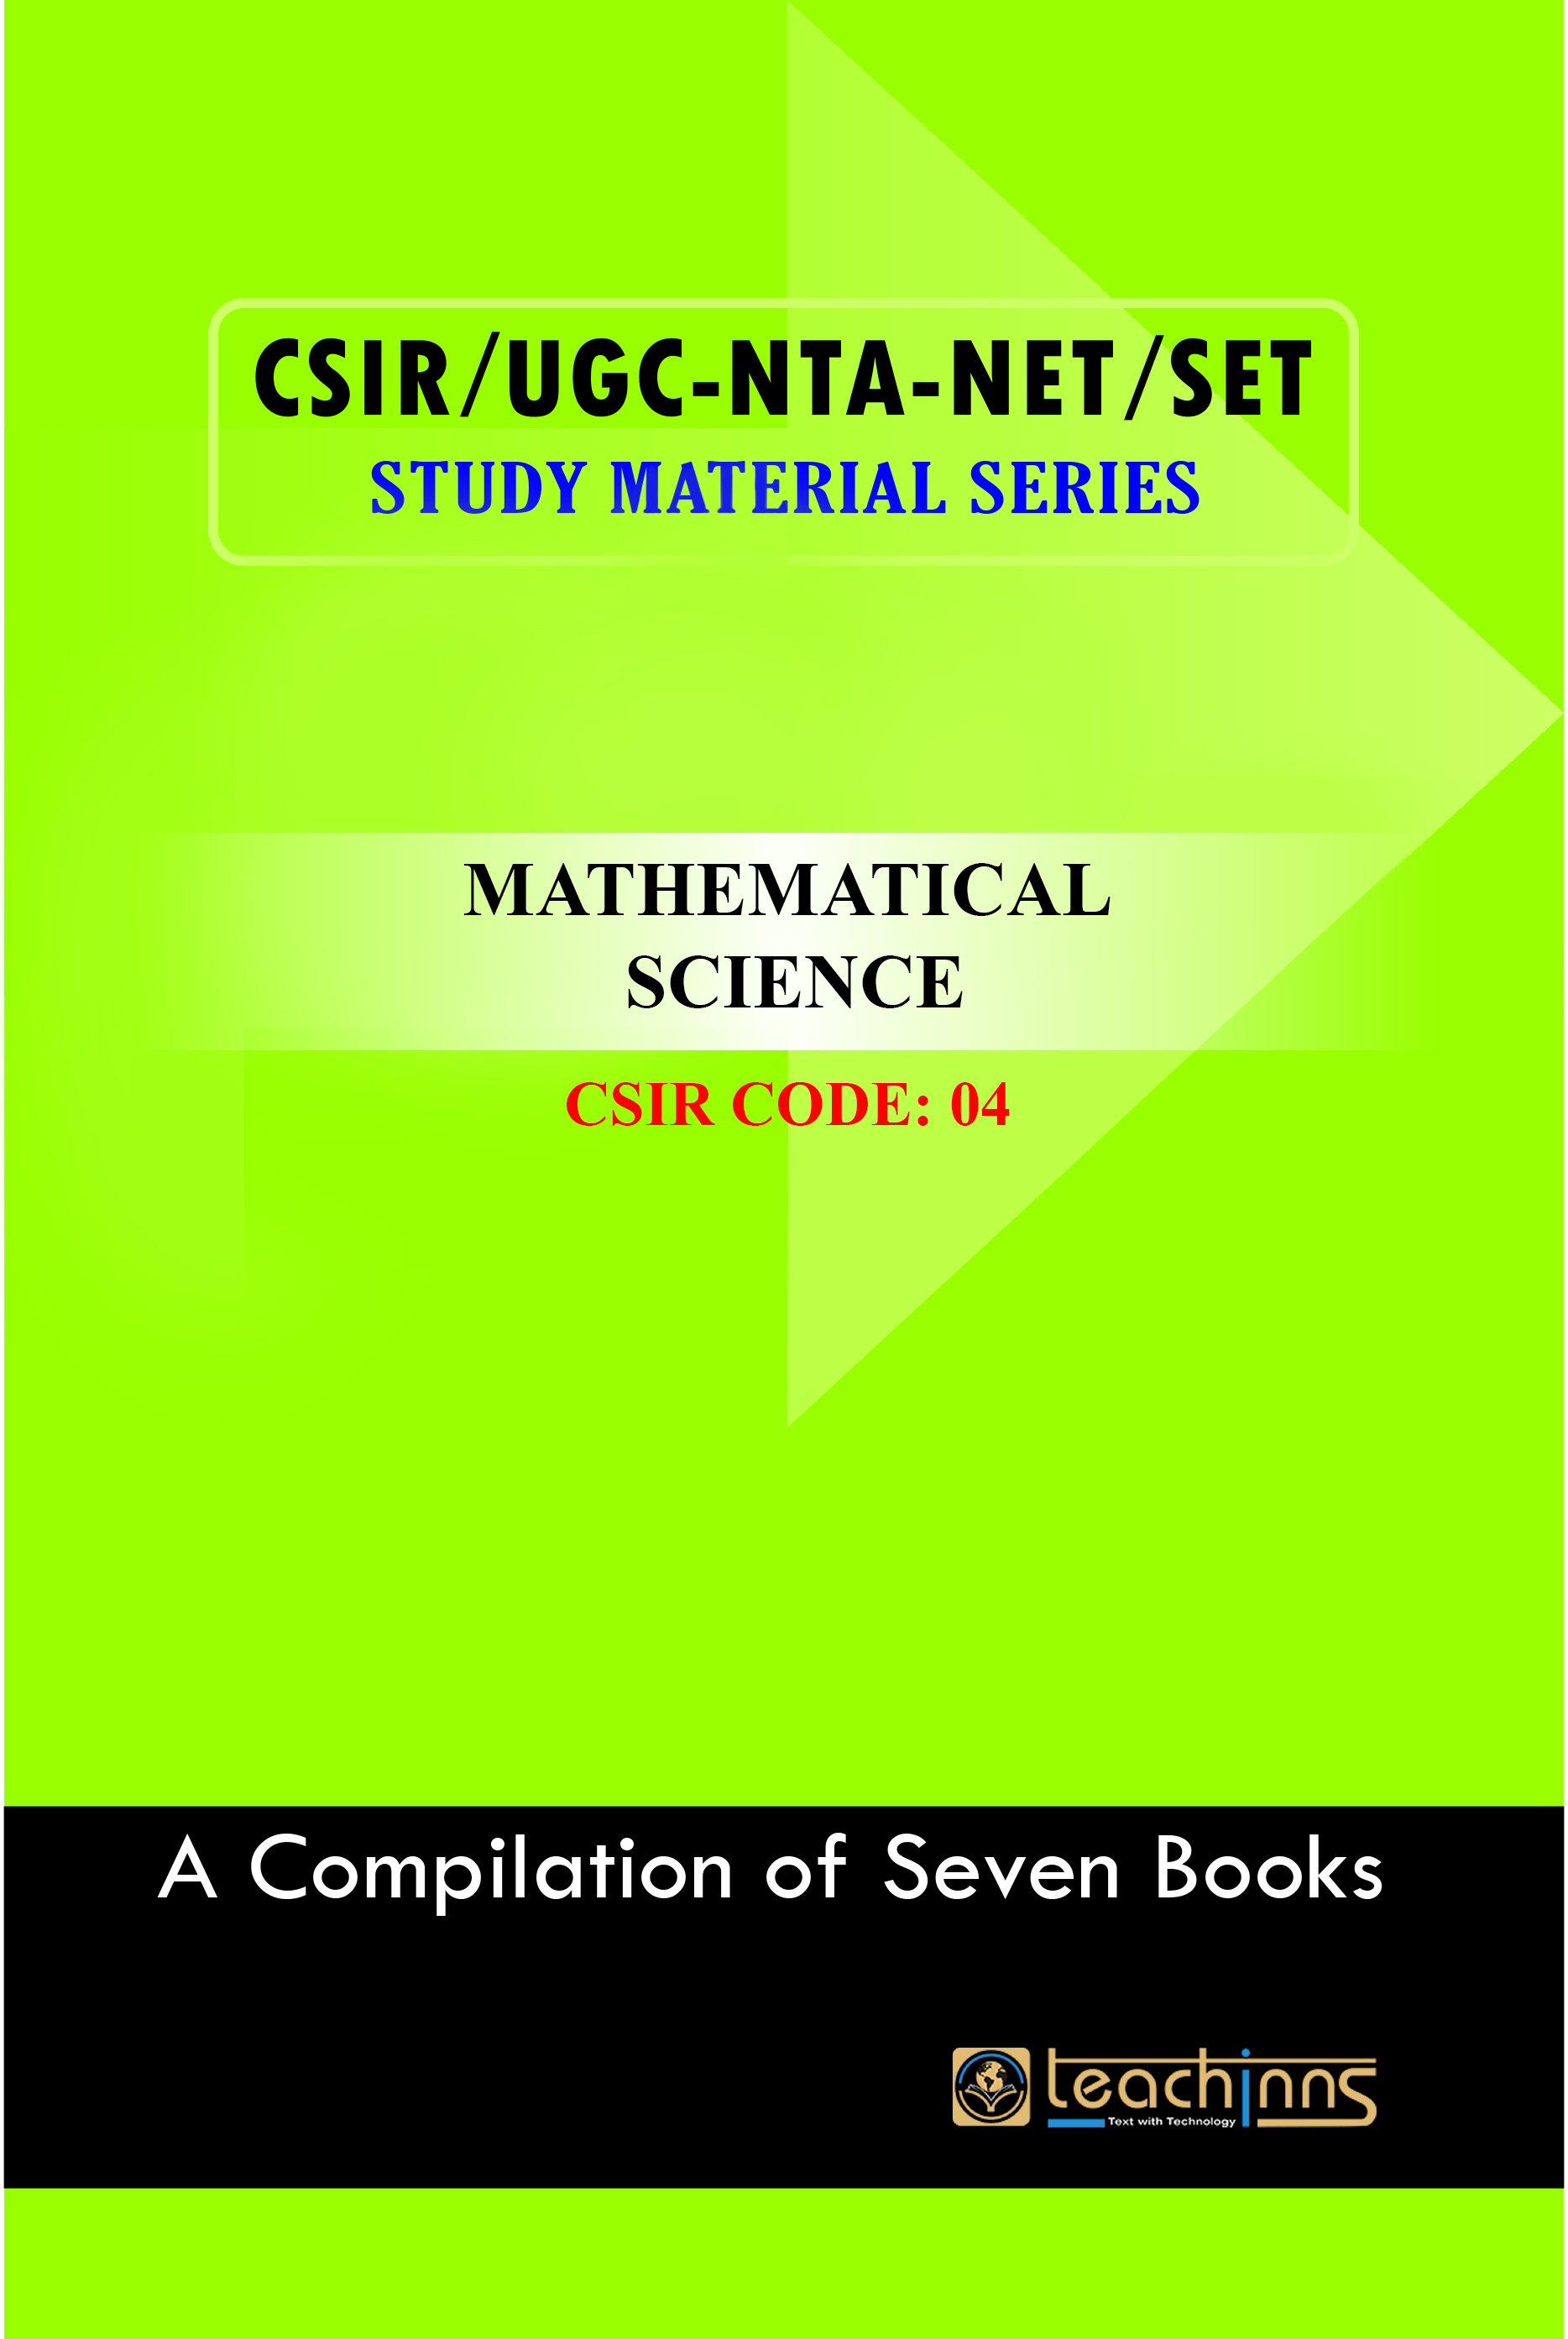 CSIR/UGC-NTA-NET/SET
STUDY MATERIAL SERIES
MATHEMATICAL
SCIENCE
CSIR CODE: 04
A Compilation of Seven Books
teachinns
Text with Technology